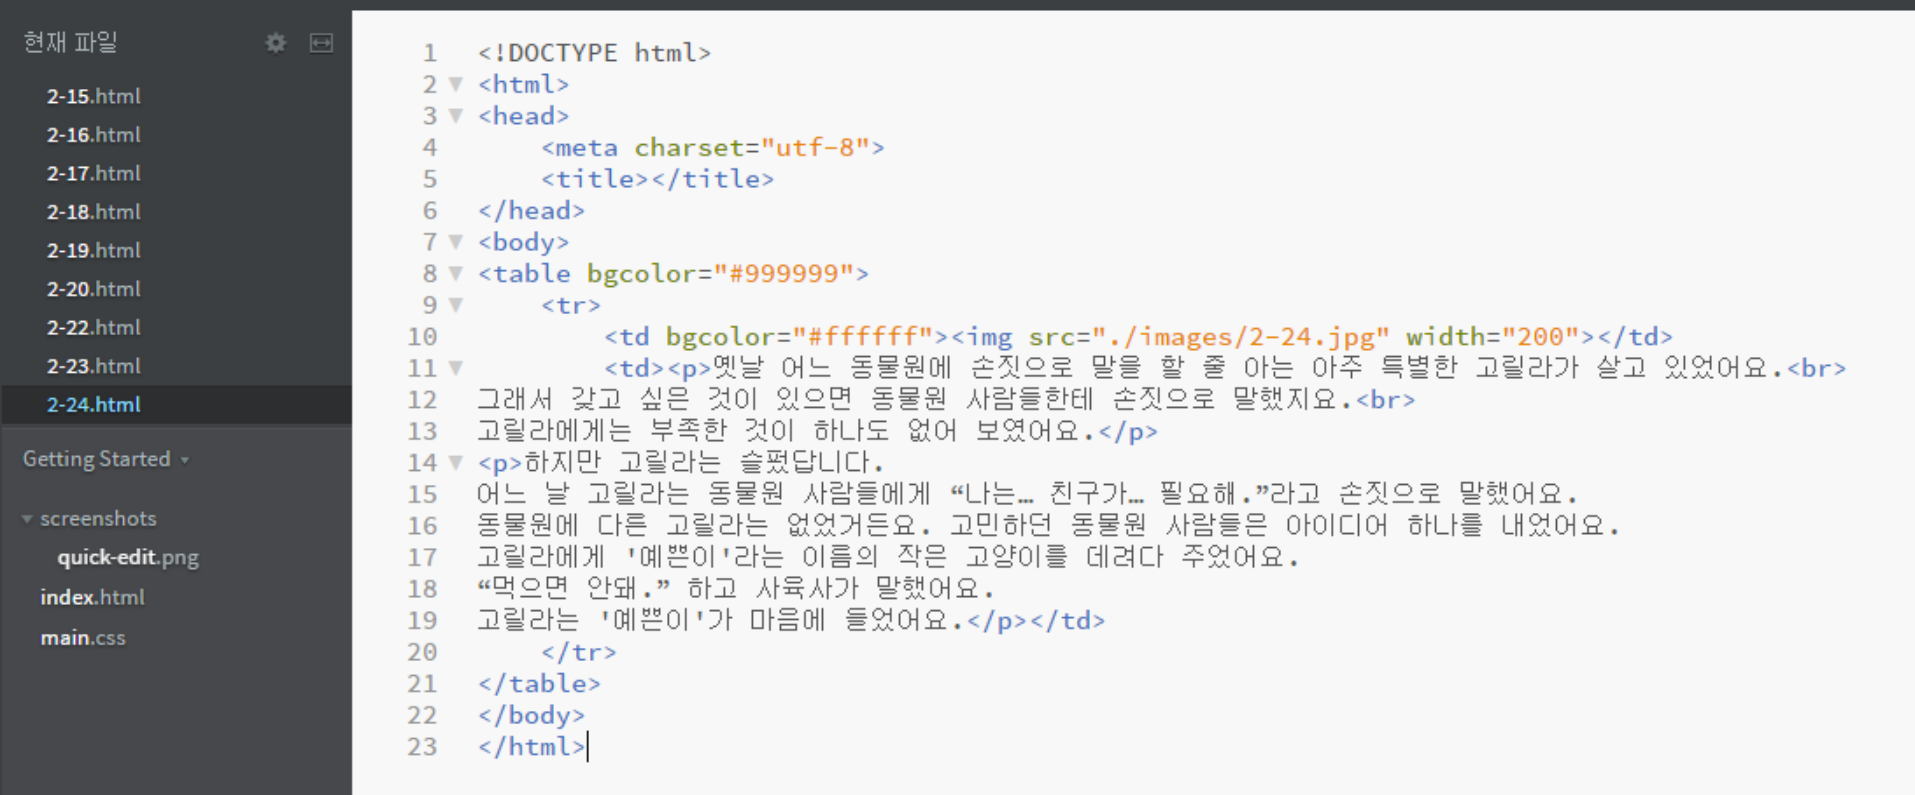 현재 파일
2-15.html
2-16.html
2-17.html
2-18.html
2-19.html
2-20.html
2-22.html
2-23.html
2-24.html
Getting Started
screenshots
quick-edit.png
index.html
main.css
1 <!DOCTYPE html>
2 <html>
3 <head>
4 <meta charset="utf-8">
5 <title></title>
6 </head>
7 <body>
8 <table bgcolor="#999999">
9 <tr>
10 <td bgcolor="#ffffff"><img src="./images/2-24.jpg" width="200"></td>
11 <td><p>옛날 어느 동물원에 손짓으로 말을 할 줄 아는 아주 특별한 고릴라가 살고 있었어요.<br>
12 그래서 갖고 싶은 것이 있으면 동물원 사람들한테 손짓으로 말했지요.<br>
13 고릴라에게는 부족한 것이 하나도 없어 보였어요.</p>
14 <p>하지만 고릴라는 슬펐답니다.
15 어느 날 고릴라는 동물원 사람들에게 “나는… 친구가… 필요해.”라고 손짓으로 말했어요.
16 동물원에 다른 고릴라는 없었거든요. 고민하던 동물원 사람들은 아이디어 하나를 내었어요.
17 고릴라에게 '예쁜이'라는 이름의 작은 고양이를 데려다 주었어요.
18 “먹으면 안돼.” 하고 사육사가 말했어요.
19 고릴라는 '예쁜이'가 마음에 들었어요.</p></td>
20 </tr>
21 </table>
22 </body>
23 </html>